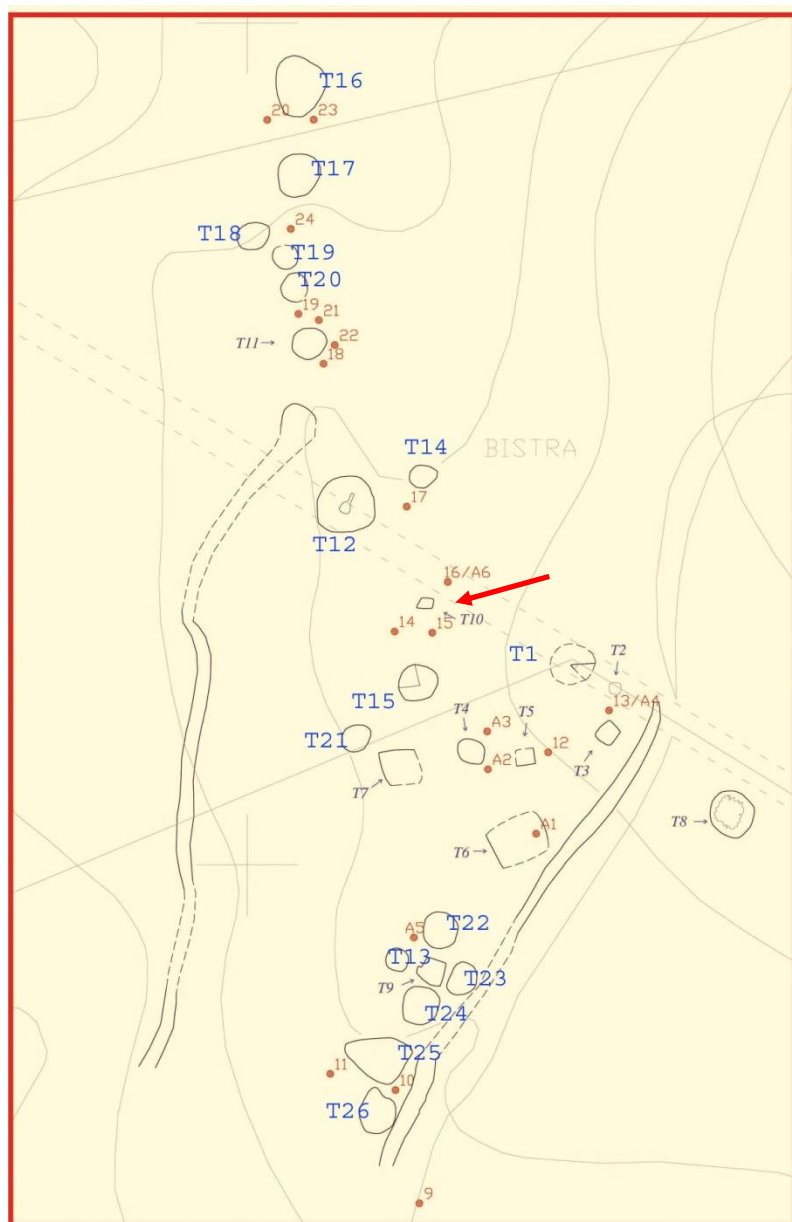 T16
20
23
T17
24
T18
T19
T20
19
21
T11→
22
18
T14
BISTRA
17
T12
16/A6
←T10
14
15
T1
T2
T15
13/A4
T4
A3
T5
T21
12
A2
T3
T7
A1
T8→
T6→
T22
A5
T13
T23
T9→
T24
T25
11
10
T26
9